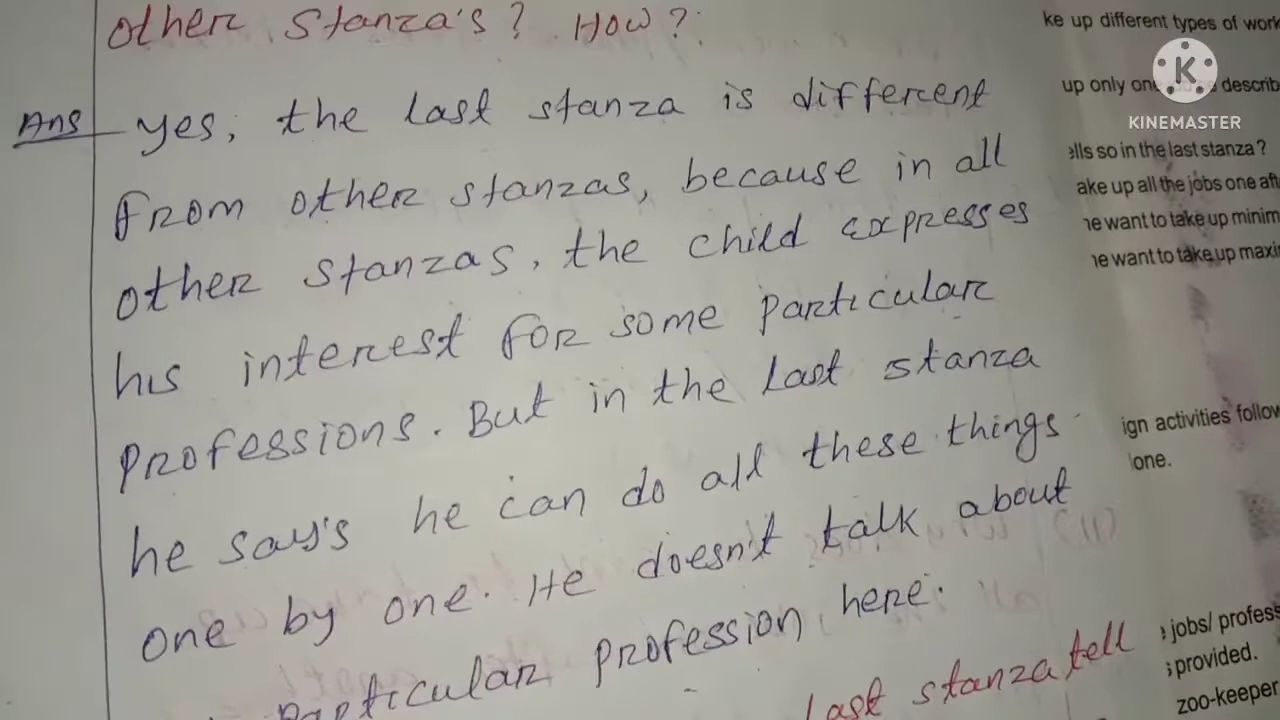 other stanza's? How?
Ans yes, the last stanza is different
from other stanzas, because in all
other stanzas, the child expresses
his interest for some particular
professions. But in the last stanza
he say's he can do all these things
one by one. He doesn't talk about
particular profession here.
last stanza tell
ke up different types of work
up only one describ
KINEMASTER
ells so in the last stanza?
ake up all the jobs one aft
ne want to take up minim
ne want to take up maxi
ign activities follow
one.
jobs/ profess
provided.
zoo-keeper